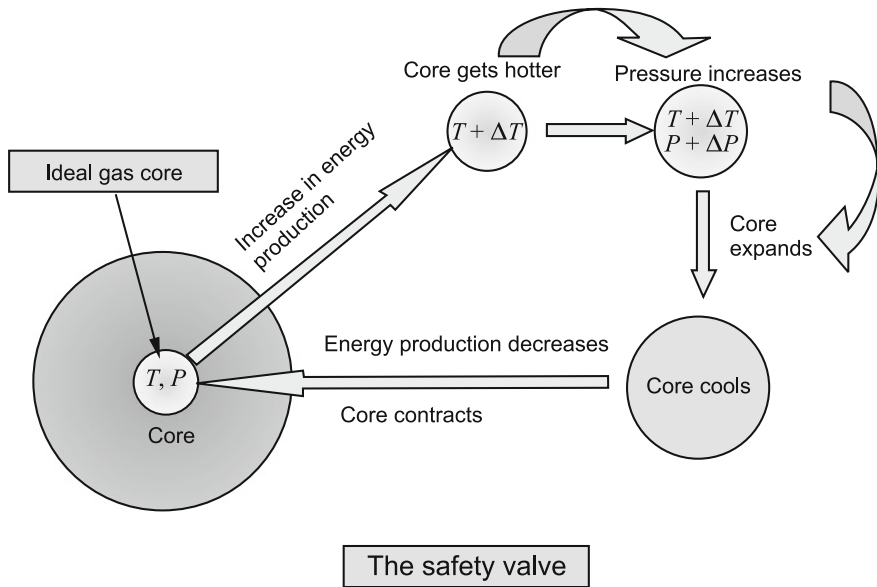 Core gets hotter
Pressure increases
T + ΔT
T + ΔT
P + ΔP
Ideal gas core
Increase in energy
production
Core
expands
Energy production decreases
T, P
Core cools
Core contracts
Core
The safety valve